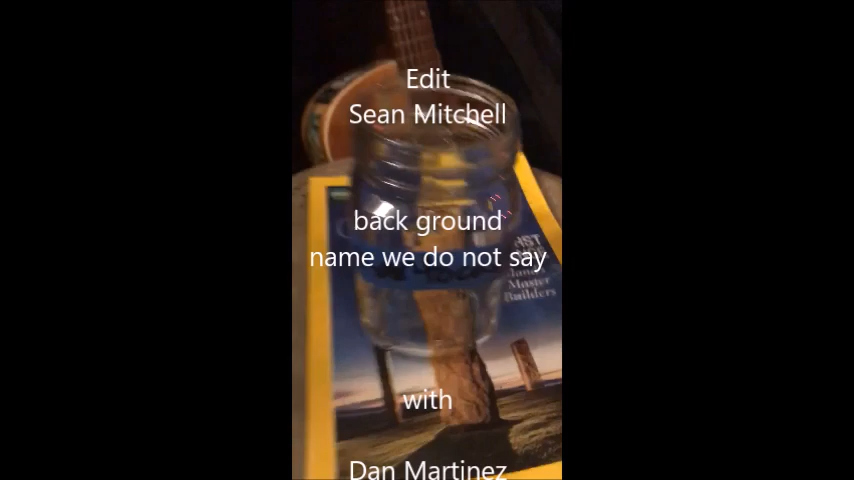 Edit
Sean Mitchell
back ground
name we do not say
with
Dan Martinez
Master
Builders